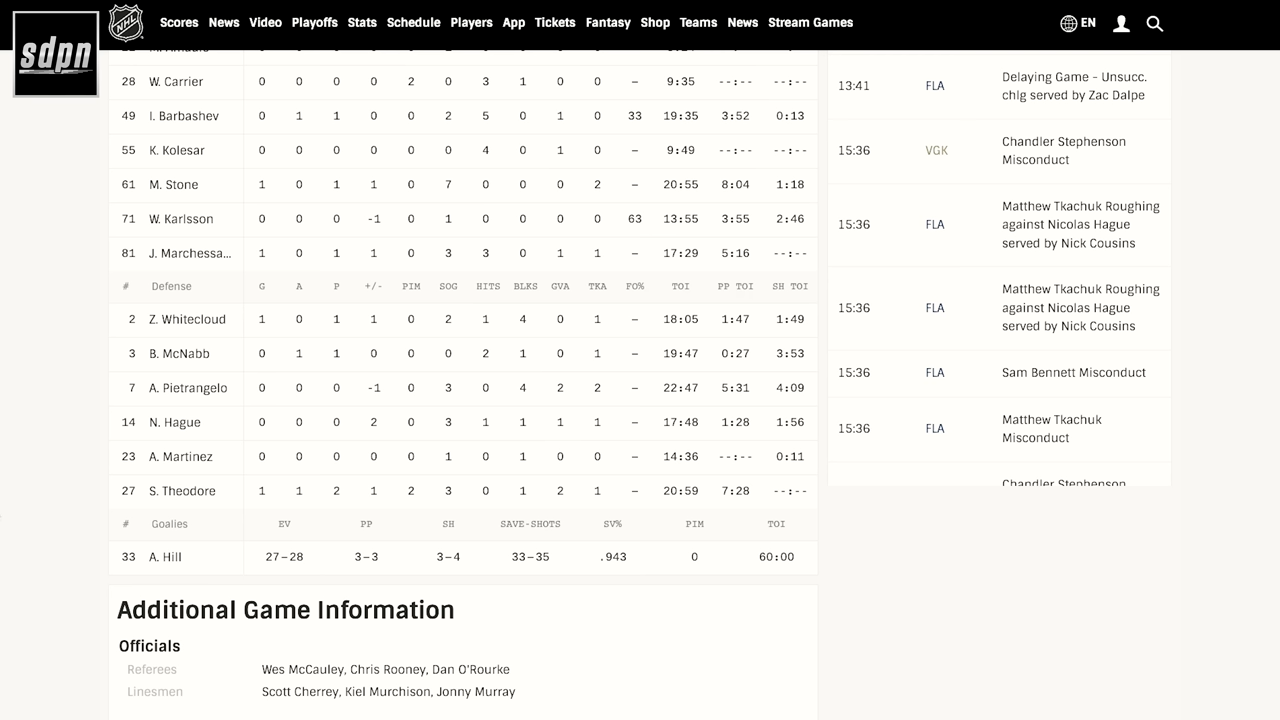 sdpn
NHL
Scores News Video Playoffs Stats Schedule Players App Tickets Fantasy Shop Teams News Stream Games EN
28 W. Carrier 0 0 0 0 2 0 3 1 0 0 – 9:35 --:-- --:--
49 I. Barbashev 0 1 1 0 0 2 5 0 1 0 33 19:35 3:52 0:13
55 K. Kolesar 0 0 0 0 0 0 4 0 1 0 – 9:49 --:-- --:--
61 M. Stone 1 0 1 1 0 7 0 0 0 2 – 20:55 8:04 1:18
71 W. Karlsson 0 0 0 -1 0 1 0 0 0 0 63 13:55 3:55 2:46
81 J. Marchessa... 1 0 1 1 0 3 3 0 1 1 – 17:29 5:16 --:--
# Defense G A P +/- PIM SOG HITS BLKS GVA TKA FO% TOI PP TOI SH TOI
2 Z. Whitecloud 1 0 1 1 0 2 1 4 0 1 – 18:05 1:47 1:49
3 B. McNabb 0 1 1 0 0 0 2 1 0 1 – 19:47 0:27 3:53
7 A. Pietrangelo 0 0 0 -1 0 3 0 4 2 2 – 22:47 5:31 4:09
14 N. Hague 0 0 0 2 0 3 1 1 1 1 – 17:48 1:28 1:56
23 A. Martinez 0 0 0 0 0 1 0 1 0 0 – 14:36 --:-- 0:11
27 S. Theodore 1 1 2 1 2 3 0 1 2 1 – 20:59 7:28 --:--
# Goalies EV PP SH SAVE-SHOTS SV% PIM TOI
33 A. Hill 27–28 3–3 3–4 33–35 .943 0 60:00
Additional Game Information
Officials
Referees Wes McCauley, Chris Rooney, Dan O'Rourke
Linesmen Scott Cherrey, Kiel Murchison, Jonny Murray
13:41 FLA Delaying Game - Unsucc.
chlg served by Zac Dalpe
15:36 VGK Chandler Stephenson
Misconduct
15:36 FLA Matthew Tkachuk Roughing
against Nicolas Hague
served by Nick Cousins
15:36 FLA Matthew Tkachuk Roughing
against Nicolas Hague
served by Nick Cousins
15:36 FLA Sam Bennett Misconduct
15:36 FLA Matthew Tkachuk
Misconduct
Chandler Stephenson